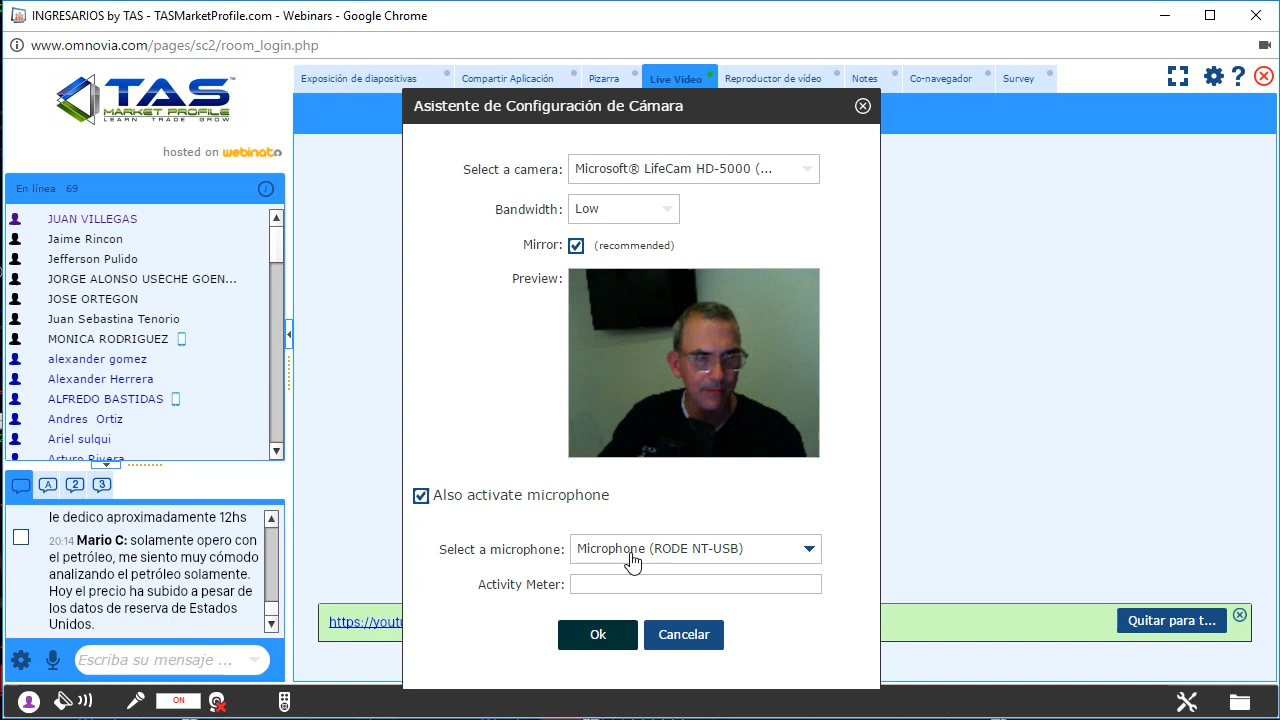 INGRESARIOS by TAS - TASMarketProfile.com - Webinars - Google Chrome
www.omnovia.com/pages/sc2/room_login.php
TAS
MARKET PROFILE
LEARN TRADE GROW
hosted on webinato
Exposición de diapositivas
Compartir Aplicación
Pizarra
Live Video
Reproductor de vídeo
Notes
Co-navegador
Survey
En línea 69
JUAN VILLEGAS
Jaime Rincon
Jefferson Pulido
JORGE ALONSO USECHE GOEN...
JOSE ORTEGON
Juan Sebastina Tenorio
MONICA RODRIGUEZ
alexander gomez
Alexander Herrera
ALFREDO BASTIDAS
Andres Ortiz
Ariel sulqui
Arturo Rivera
A
2
3
le dedico aproximadamente 12hs
20:14 Mario C: solamente opero con
el petróleo, me siento muy cómodo
analizando el petróleo solamente.
Hoy el precio ha subido a pesar de
los datos de reserva de Estados
Unidos.
Escriba su mensaje ...
ON
Asistente de Configuración de Cámara
Select a camera: Microsoft® LifeCam HD-5000 (...
Bandwidth: Low
Mirror: (recommended)
Preview:
Also activate microphone
Select a microphone: Microphone (RODE NT-USB)
Activity Meter:
Ok
Cancelar
https://yout
Quitar para t...